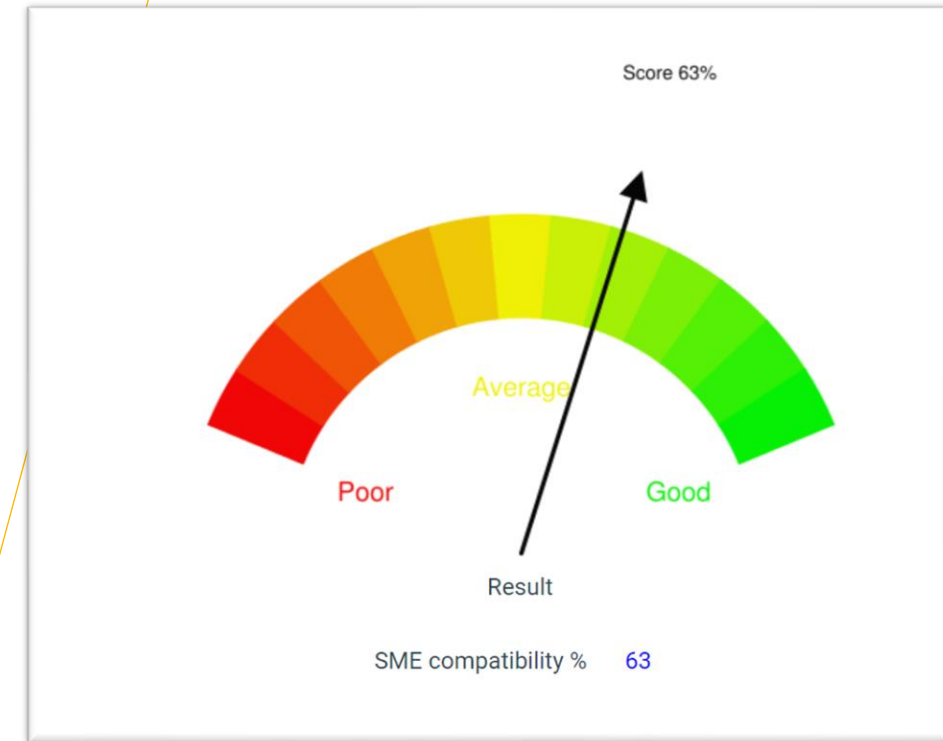 Score 63%
Average
Poor
Good
Result
SME compatibility % 63